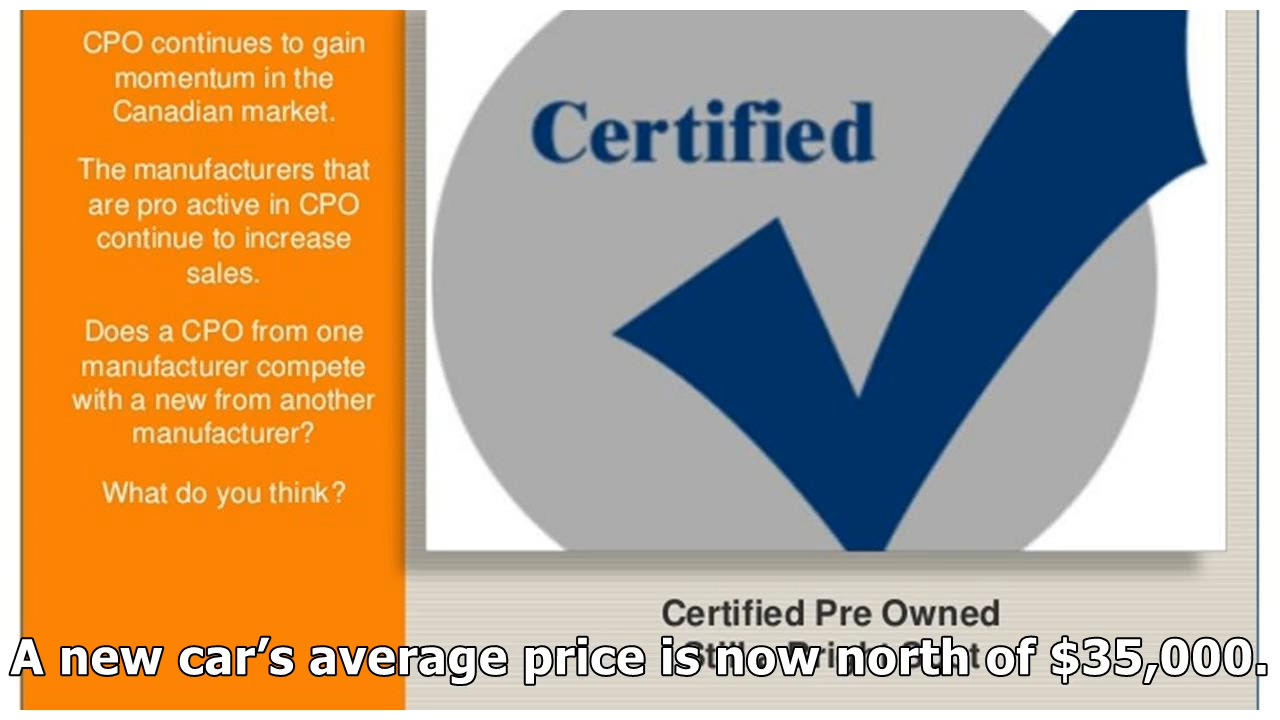 CPO continues to gain
momentum in the
Canadian market.
The manufacturers that
are pro active in CPO
continue to increase
sales.
Does a CPO from one
manufacturer compete
with a new from another
manufacturer?
What do you think?
Certified
Certified Pre Owned
A new car’s average price is now north of $35,000.